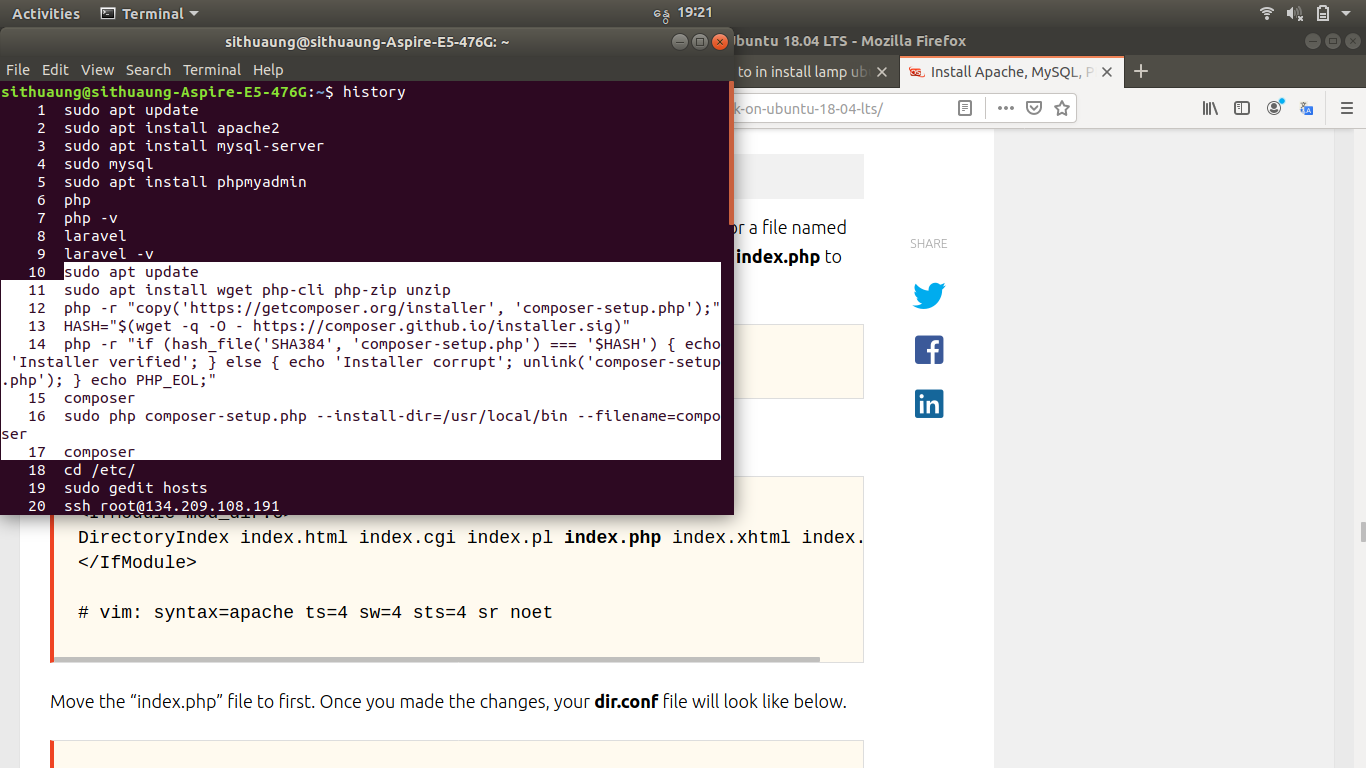 Activities
Terminal
နွေ 19:21
sithuaung@sithuaung-Aspire-E5-476G: ~
File Edit View Search Terminal Help
sithuaung@sithuaung-Aspire-E5-476G:~$ history
1 sudo apt update
2 sudo apt install apache2
3 sudo apt install mysql-server
4 sudo mysql
5 sudo apt install phpmyadmin
6 php
7 php -v
8 laravel
9 laravel -v
10 sudo apt update
11 sudo apt install wget php-cli php-zip unzip
12 php -r "copy('https://getcomposer.org/installer', 'composer-setup.php');"
13 HASH="$(wget -q -O - https://composer.github.io/installer.sig)"
14 php -r "if (hash_file('SHA384', 'composer-setup.php') === '$HASH') { echo
'Installer verified'; } else { echo 'Installer corrupt'; unlink('composer-setup
.php'); } echo PHP_EOL;"
15 composer
16 sudo php composer-setup.php --install-dir=/usr/local/bin --filename=compo
ser
17 composer
18 cd /etc/
19 sudo gedit hosts
20 ssh root@134.209.108.191
Ubuntu 18.04 LTS - Mozilla Firefox
to in install lamp ub
Install Apache, MySQL, P
k-on-ubuntu-18-04-lts/
or a file named
index.php to
SHARE
DirectoryIndex index.html index.cgi index.pl index.php index.xhtml index.
</IfModule>
# vim: syntax=apache ts=4 sw=4 sts=4 sr noet
Move the “index.php” file to first. Once you made the changes, your dir.conf file will look like below.